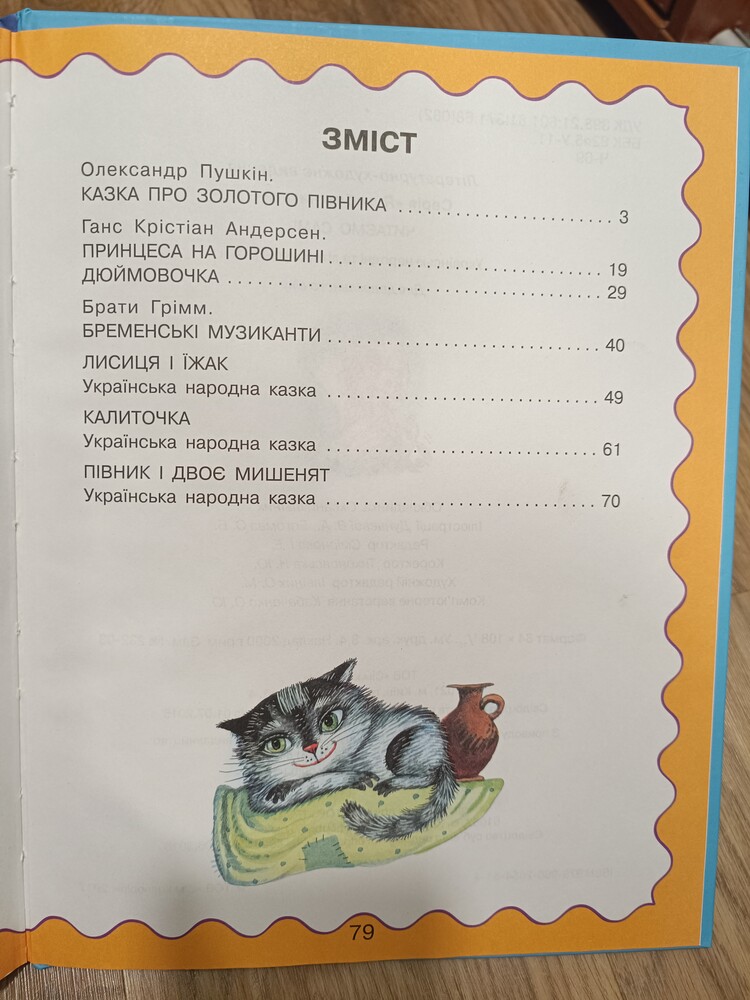 ЗМІСТ
Олександр Пушкін.
КАЗКА ПРО ЗОЛОТОГО ПІВНИКА ........................ 3
Ганс Крістіан Андерсен.
ПРИНЦЕСА НА ГОРОШИНІ ............................. 19
ДЮЙМОВОЧКА ........................................ 29
Брати Грімм.
БРЕМЕНСЬКІ МУЗИКАНТИ ............................. 40
ЛИСИЦЯ І ЇЖАК
Українська народна казка .............................. 49
КАЛИТОЧКА
Українська народна казка .............................. 61
ПІВНИК І ДВОЄ МИШЕНЯТ
Українська народна казка .............................. 70
79